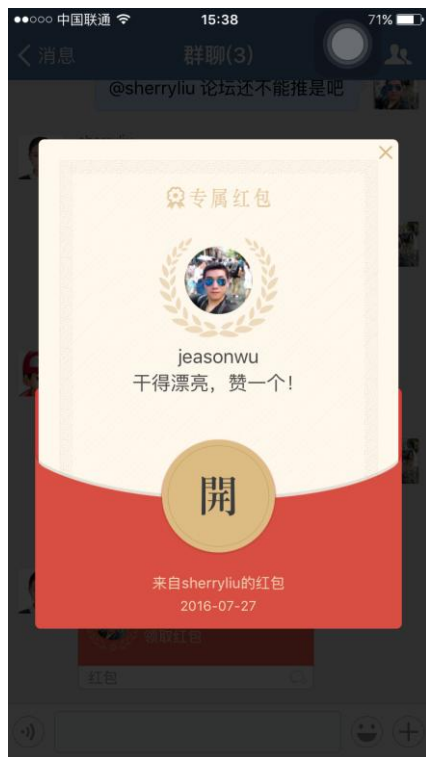 中国联通 15:38 71%
消息 群聊(3)
@sherryliu 论坛还不能推是吧
专属红包
jeasonwu
干得漂亮，赞一个！
開
来自sherryliu的红包
2016-07-27
领取红包
红包